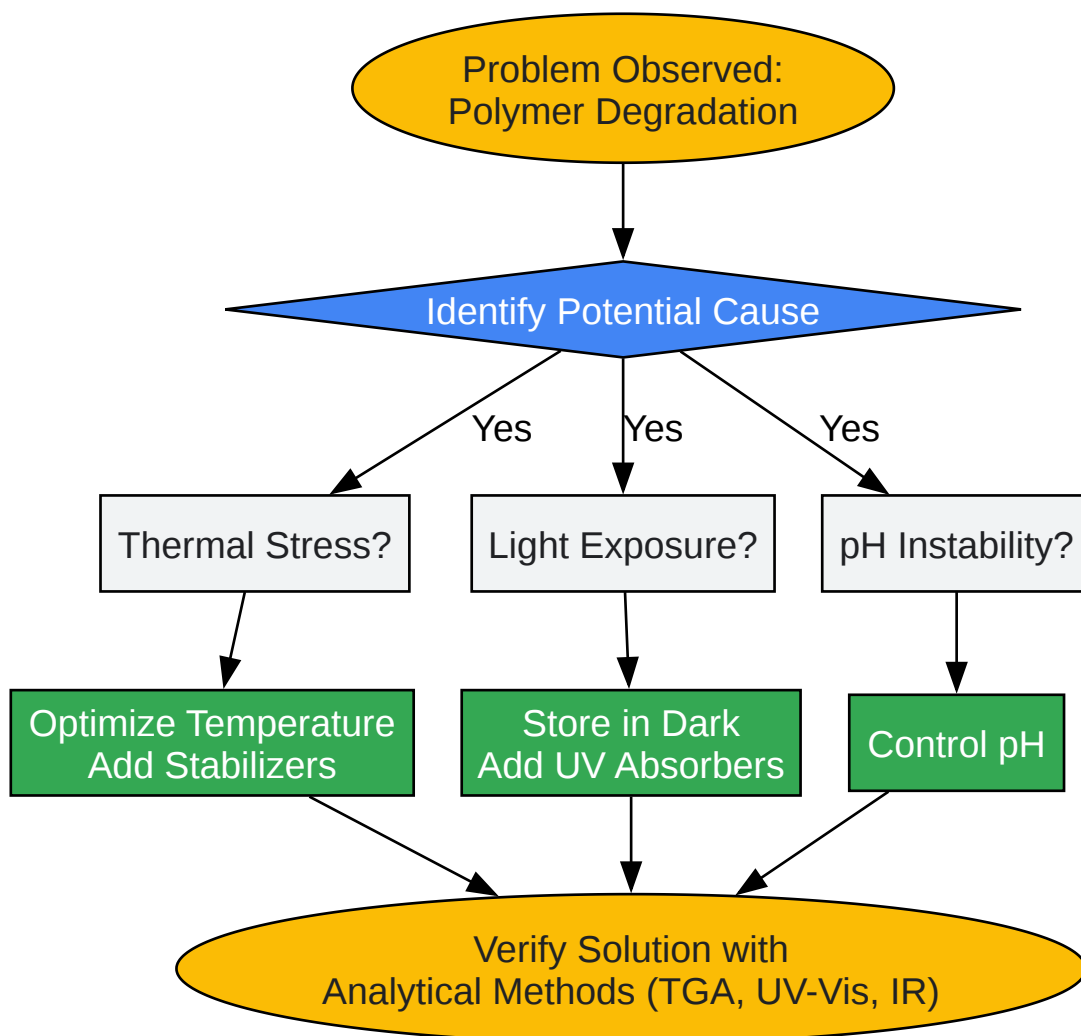 Problem Observed:
Polymer Degradation
Identify Potential Cause
Yes
Yes
Yes
Thermal Stress?
Light Exposure?
pH Instability?
Optimize Temperature
Add Stabilizers
Store in Dark
Add UV Absorbers
Control pH
Verify Solution with
Analytical Methods (TGA, UV-Vis, IR)